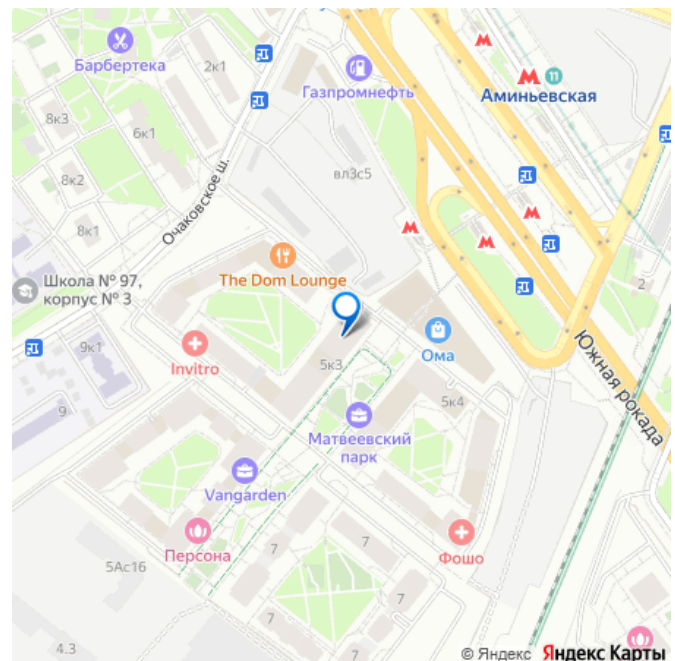 Барбертека
2к1
Газпромнефть
11
Аминьевская
8к3
6к1
8к2
вл3с5
Очаковское ш.
8к1
The Dom Lounge
Школа № 97,
корпус № 3
2
Ома
Южная рокада
9к1
Invitro
5к3
5к4
9
Матвеевский
парк
Vangarden
Персона
7
7
Фошо
5Ас16
7
7
4.3
© Яндекс Яндекс Карты